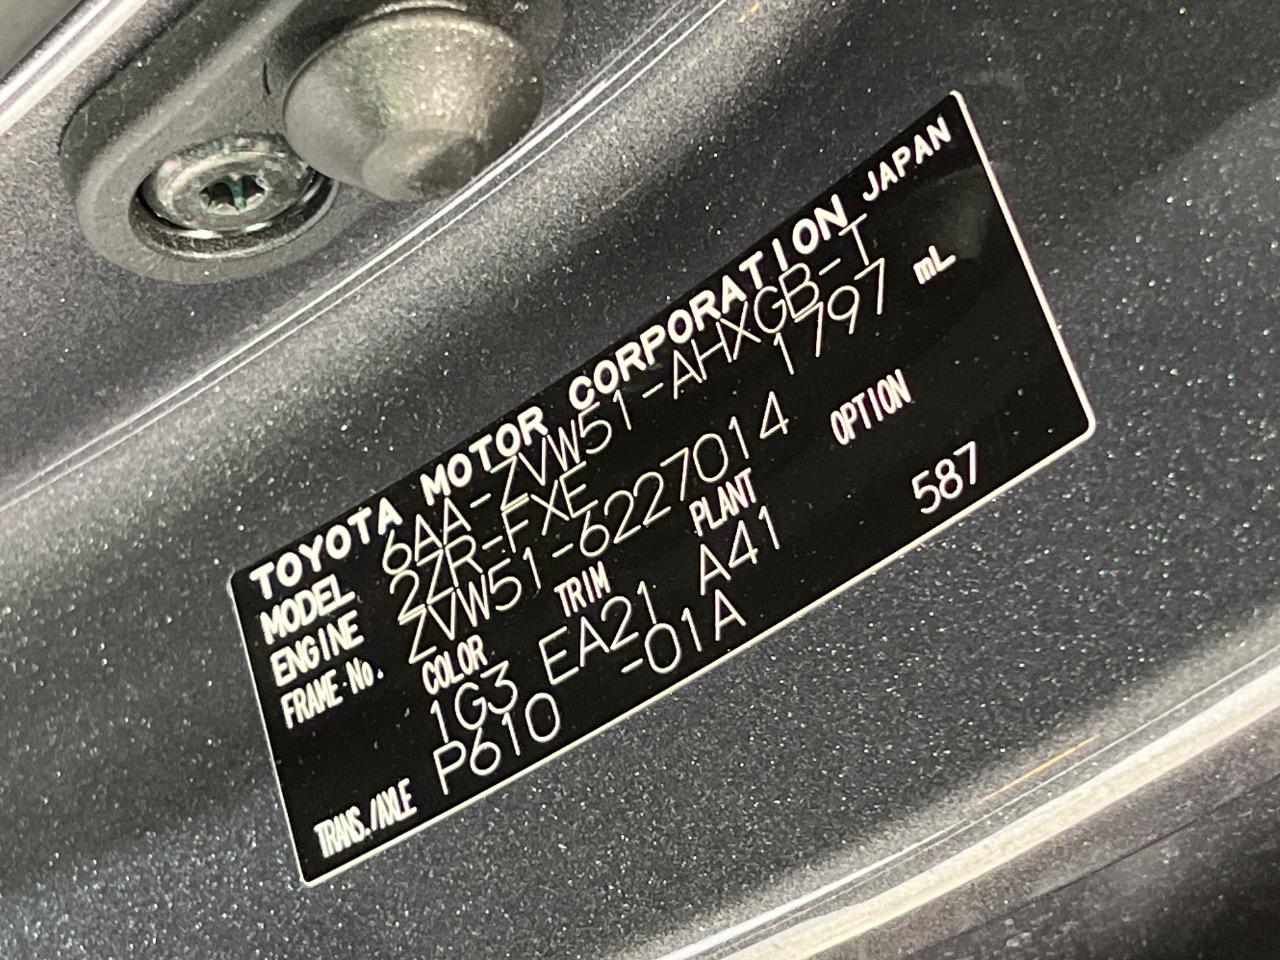 TOYOTA MOTOR CORPORATION JAPAN
MODEL 6AA-ZVW51-AHXGB-T
ENGINE 2ZR-FXE 1797 mL
FRAME No. ZVW51-6227014
COLOR TRIM PLANT OPTION
1G3 EA21 A41 587
TRANS./AXLE P610 -01A